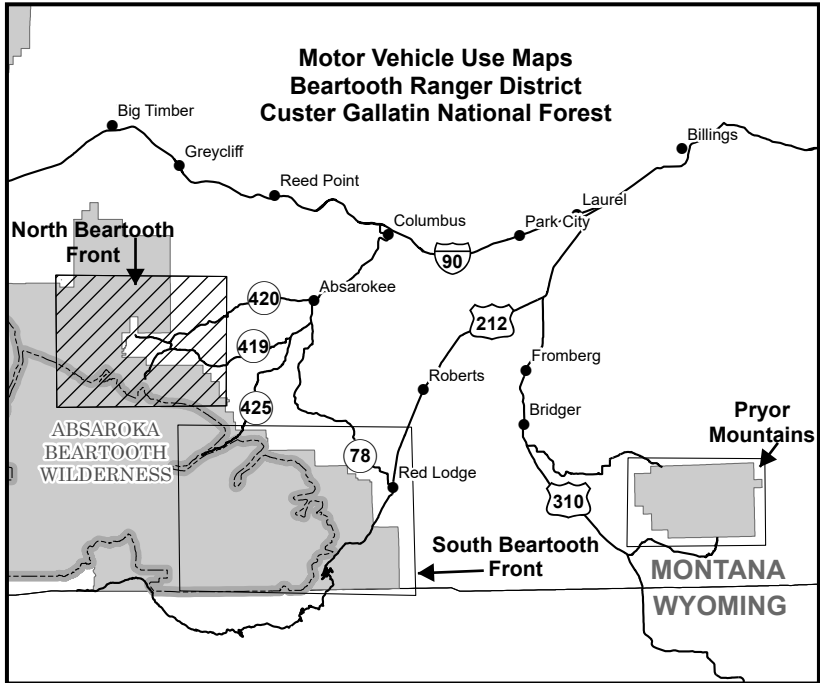 Motor Vehicle Use Maps
Beartooth Ranger District
Custer Gallatin National Forest
Big Timber
Billings
Greycliff
Reed Point
Laurel
Columbus
Park City
North Beartooth
Front
90
Absarokee
420
212
419
Fromberg
Roberts
425
Bridger
Pryor
Mountains
ABSAROKA
BEARTOOTH
WILDERNESS
78
Red Lodge
310
South Beartooth
Front
MONTANA
WYOMING